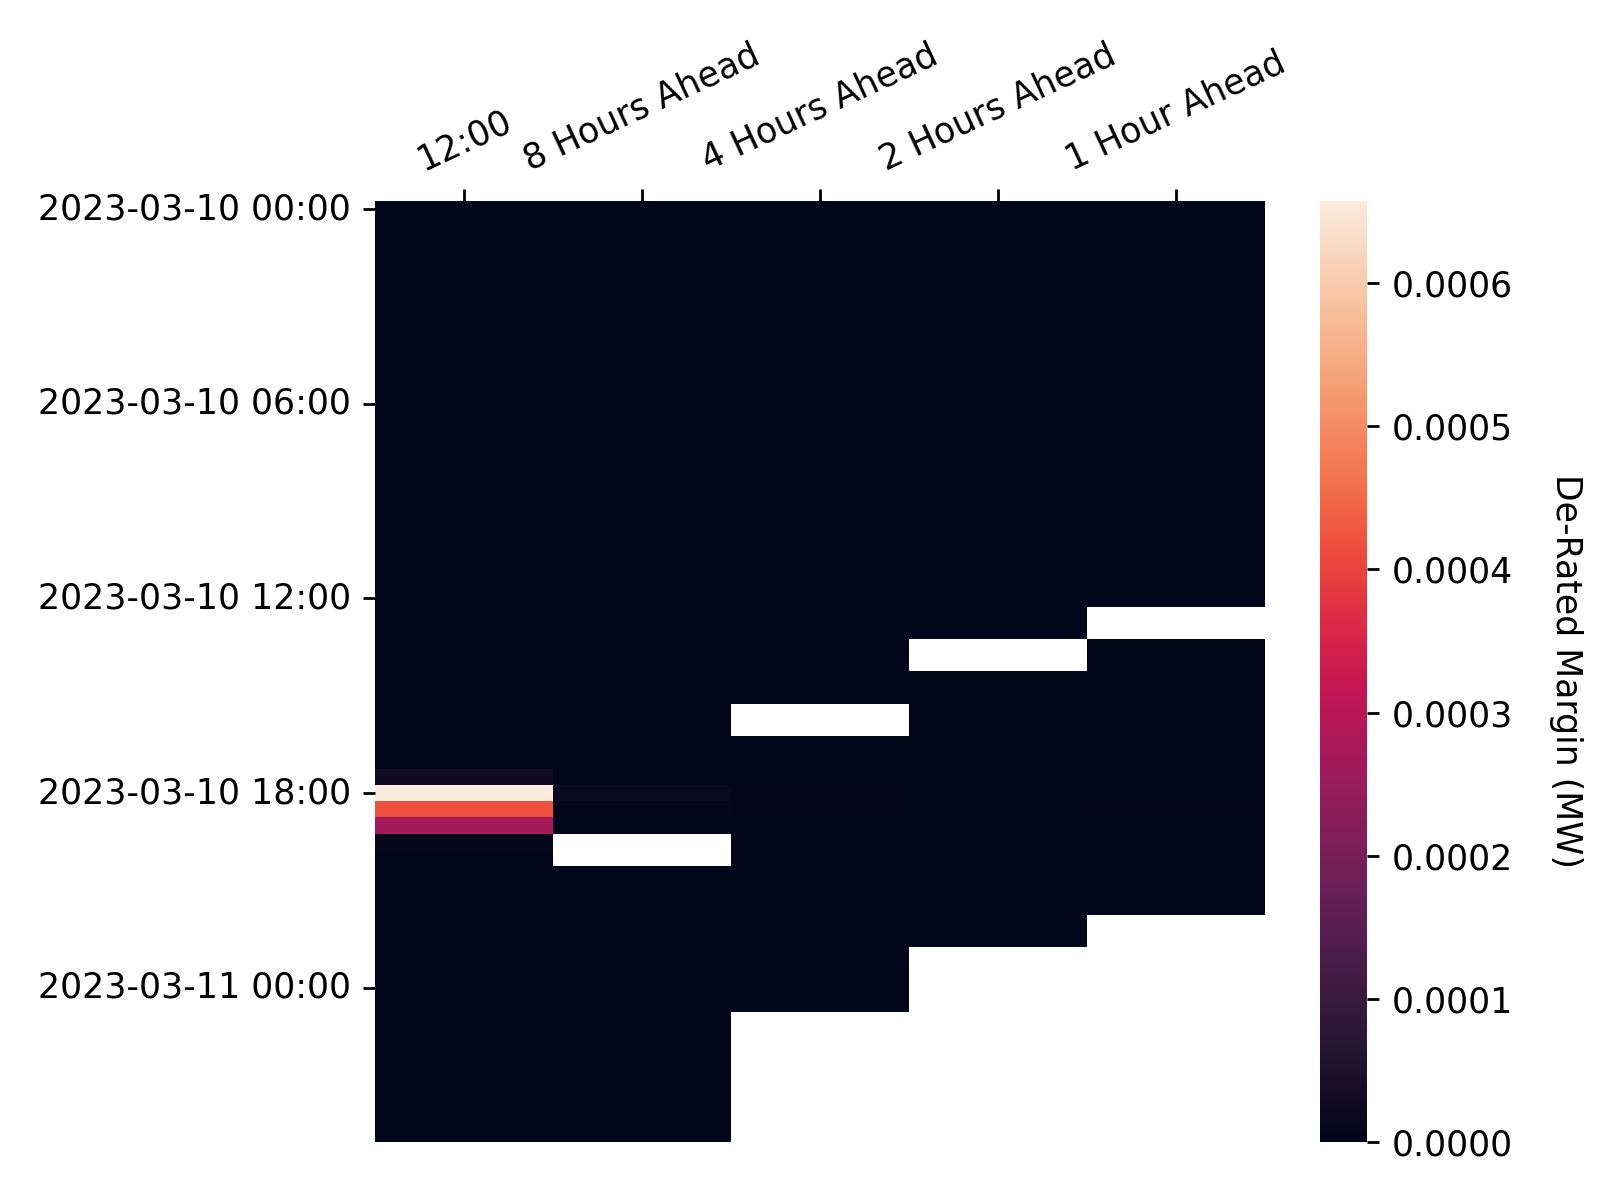 12:00
8 Hours Ahead
4 Hours Ahead
2 Hours Ahead
1 Hour Ahead
2023-03-10 00:00
2023-03-10 06:00
2023-03-10 12:00
2023-03-10 18:00
2023-03-11 00:00
0.0006
0.0005
0.0004
0.0003
0.0002
0.0001
0.0000
De-Rated Margin (MW)